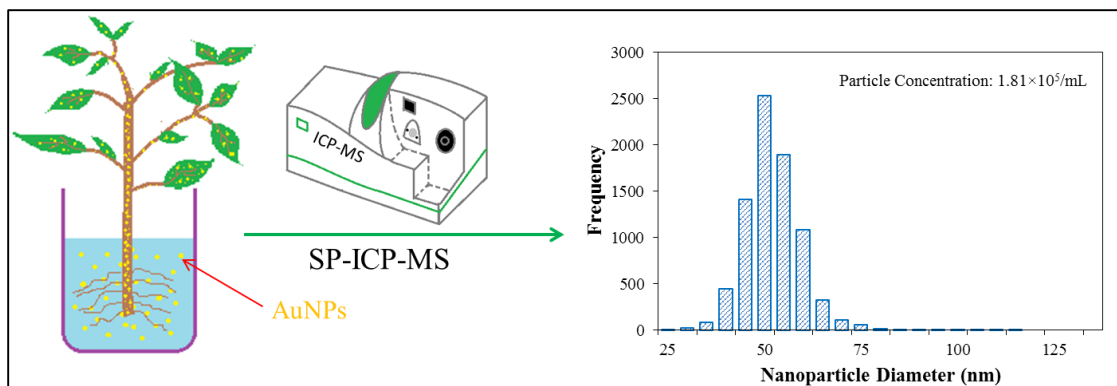 AuNPs
ICP-MS
SP-ICP-MS
Particle Concentration: 1.81×10⁵/mL
Frequency
3000
2500
2000
1500
1000
500
0
25 50 75 100 125
Nanoparticle Diameter (nm)